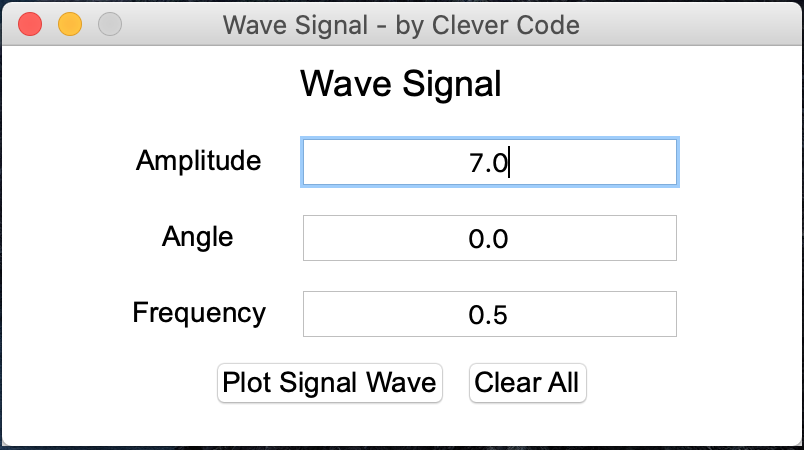 Wave Signal - by Clever Code
Wave Signal
Amplitude 7.0
Angle 0.0
Frequency 0.5
Plot Signal Wave Clear All